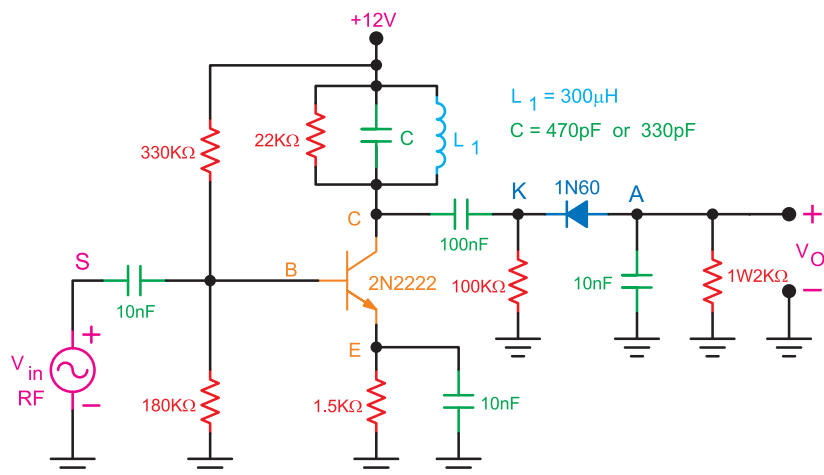 +12V
L 1 = 300µH
C = 470pF or 330pF
330KΩ
22KΩ
C
L 1
K
1N60
A
+
C
100nF
V O
S
B
2N2222
100KΩ
10nF
1W2KΩ
10nF
−
+
V in
RF
−
E
180KΩ
1.5KΩ
10nF